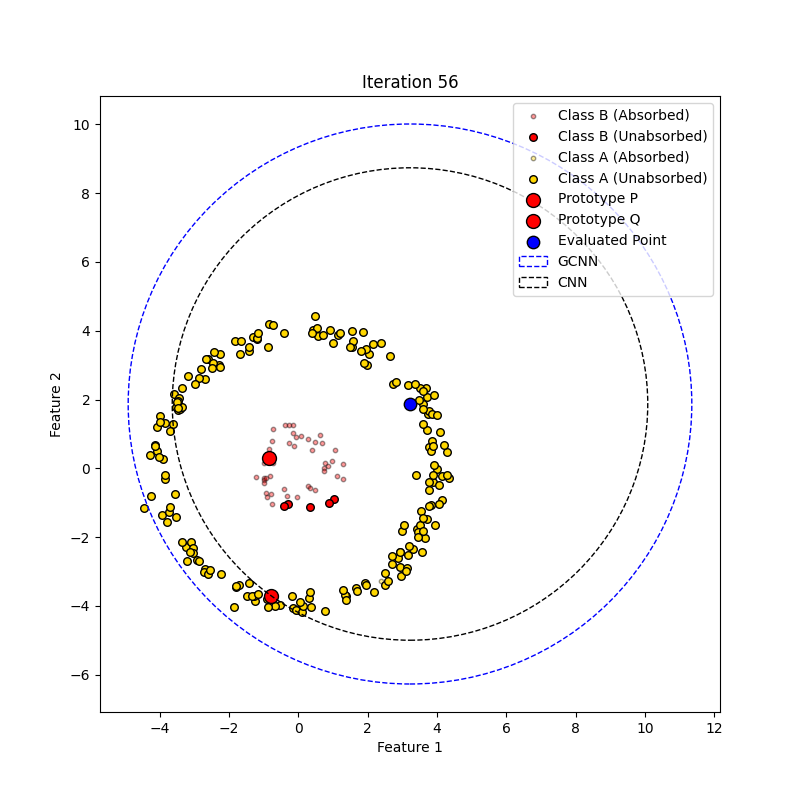 Iteration 56
Class B (Absorbed)
Class B (Unabsorbed)
Class A (Absorbed)
Class A (Unabsorbed)
Prototype P
Prototype Q
Evaluated Point
GCNN
CNN
10
8
6
4
2
0
−2
−4
−6
Feature 2
−4 −2 0 2 4 6 8 10 12
Feature 1